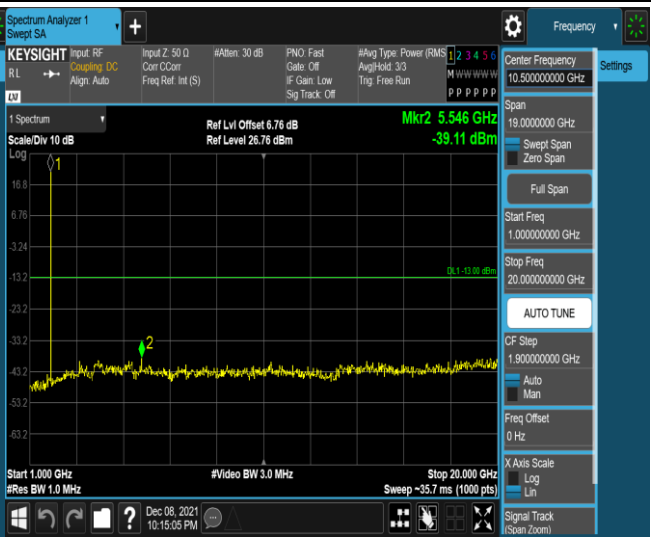 Spectrum Analyzer 1
Swept SA
Frequency
KEYSIGHT
RL
LXI
Input: RF
Coupling: DC
Align: Auto
Input Z: 50 Ω
Corr CCorr
Freq Ref: Int (S)
#Atten: 30 dB
PNO: Fast
Gate: Off
IF Gain: Low
Sig Track: Off
#Avg Type: Power (RMS
Avg|Hold: 3/3
Trig: Free Run
1 2 3 4 5 6
M W W W W W
P P P P P P
1 Spectrum
Scale/Div 10 dB
Log
Ref Lvl Offset 6.76 dB
Ref Level 26.76 dBm
Mkr2 5.546 GHz
-39.11 dBm
1
16.8
6.76
-3.24
-13.2
DL1 -13.00 dBm
-23.2
-33.2
2
-43.2
-53.2
-63.2
Start 1.000 GHz
#Res BW 1.0 MHz
#Video BW 3.0 MHz
Stop 20.000 GHz
Sweep ~35.7 ms (1000 pts)
?
Dec 08, 2021
10:15:05 PM
Settings
Center Frequency
10.500000000 GHz
Span
19.0000000 GHz
Swept Span
Zero Span
Full Span
Start Freq
1.000000000 GHz
Stop Freq
20.000000000 GHz
AUTO TUNE
CF Step
1.900000000 GHz
Auto
Man
Freq Offset
0 Hz
X Axis Scale
Log
Lin
Signal Track
(Span Zoom)